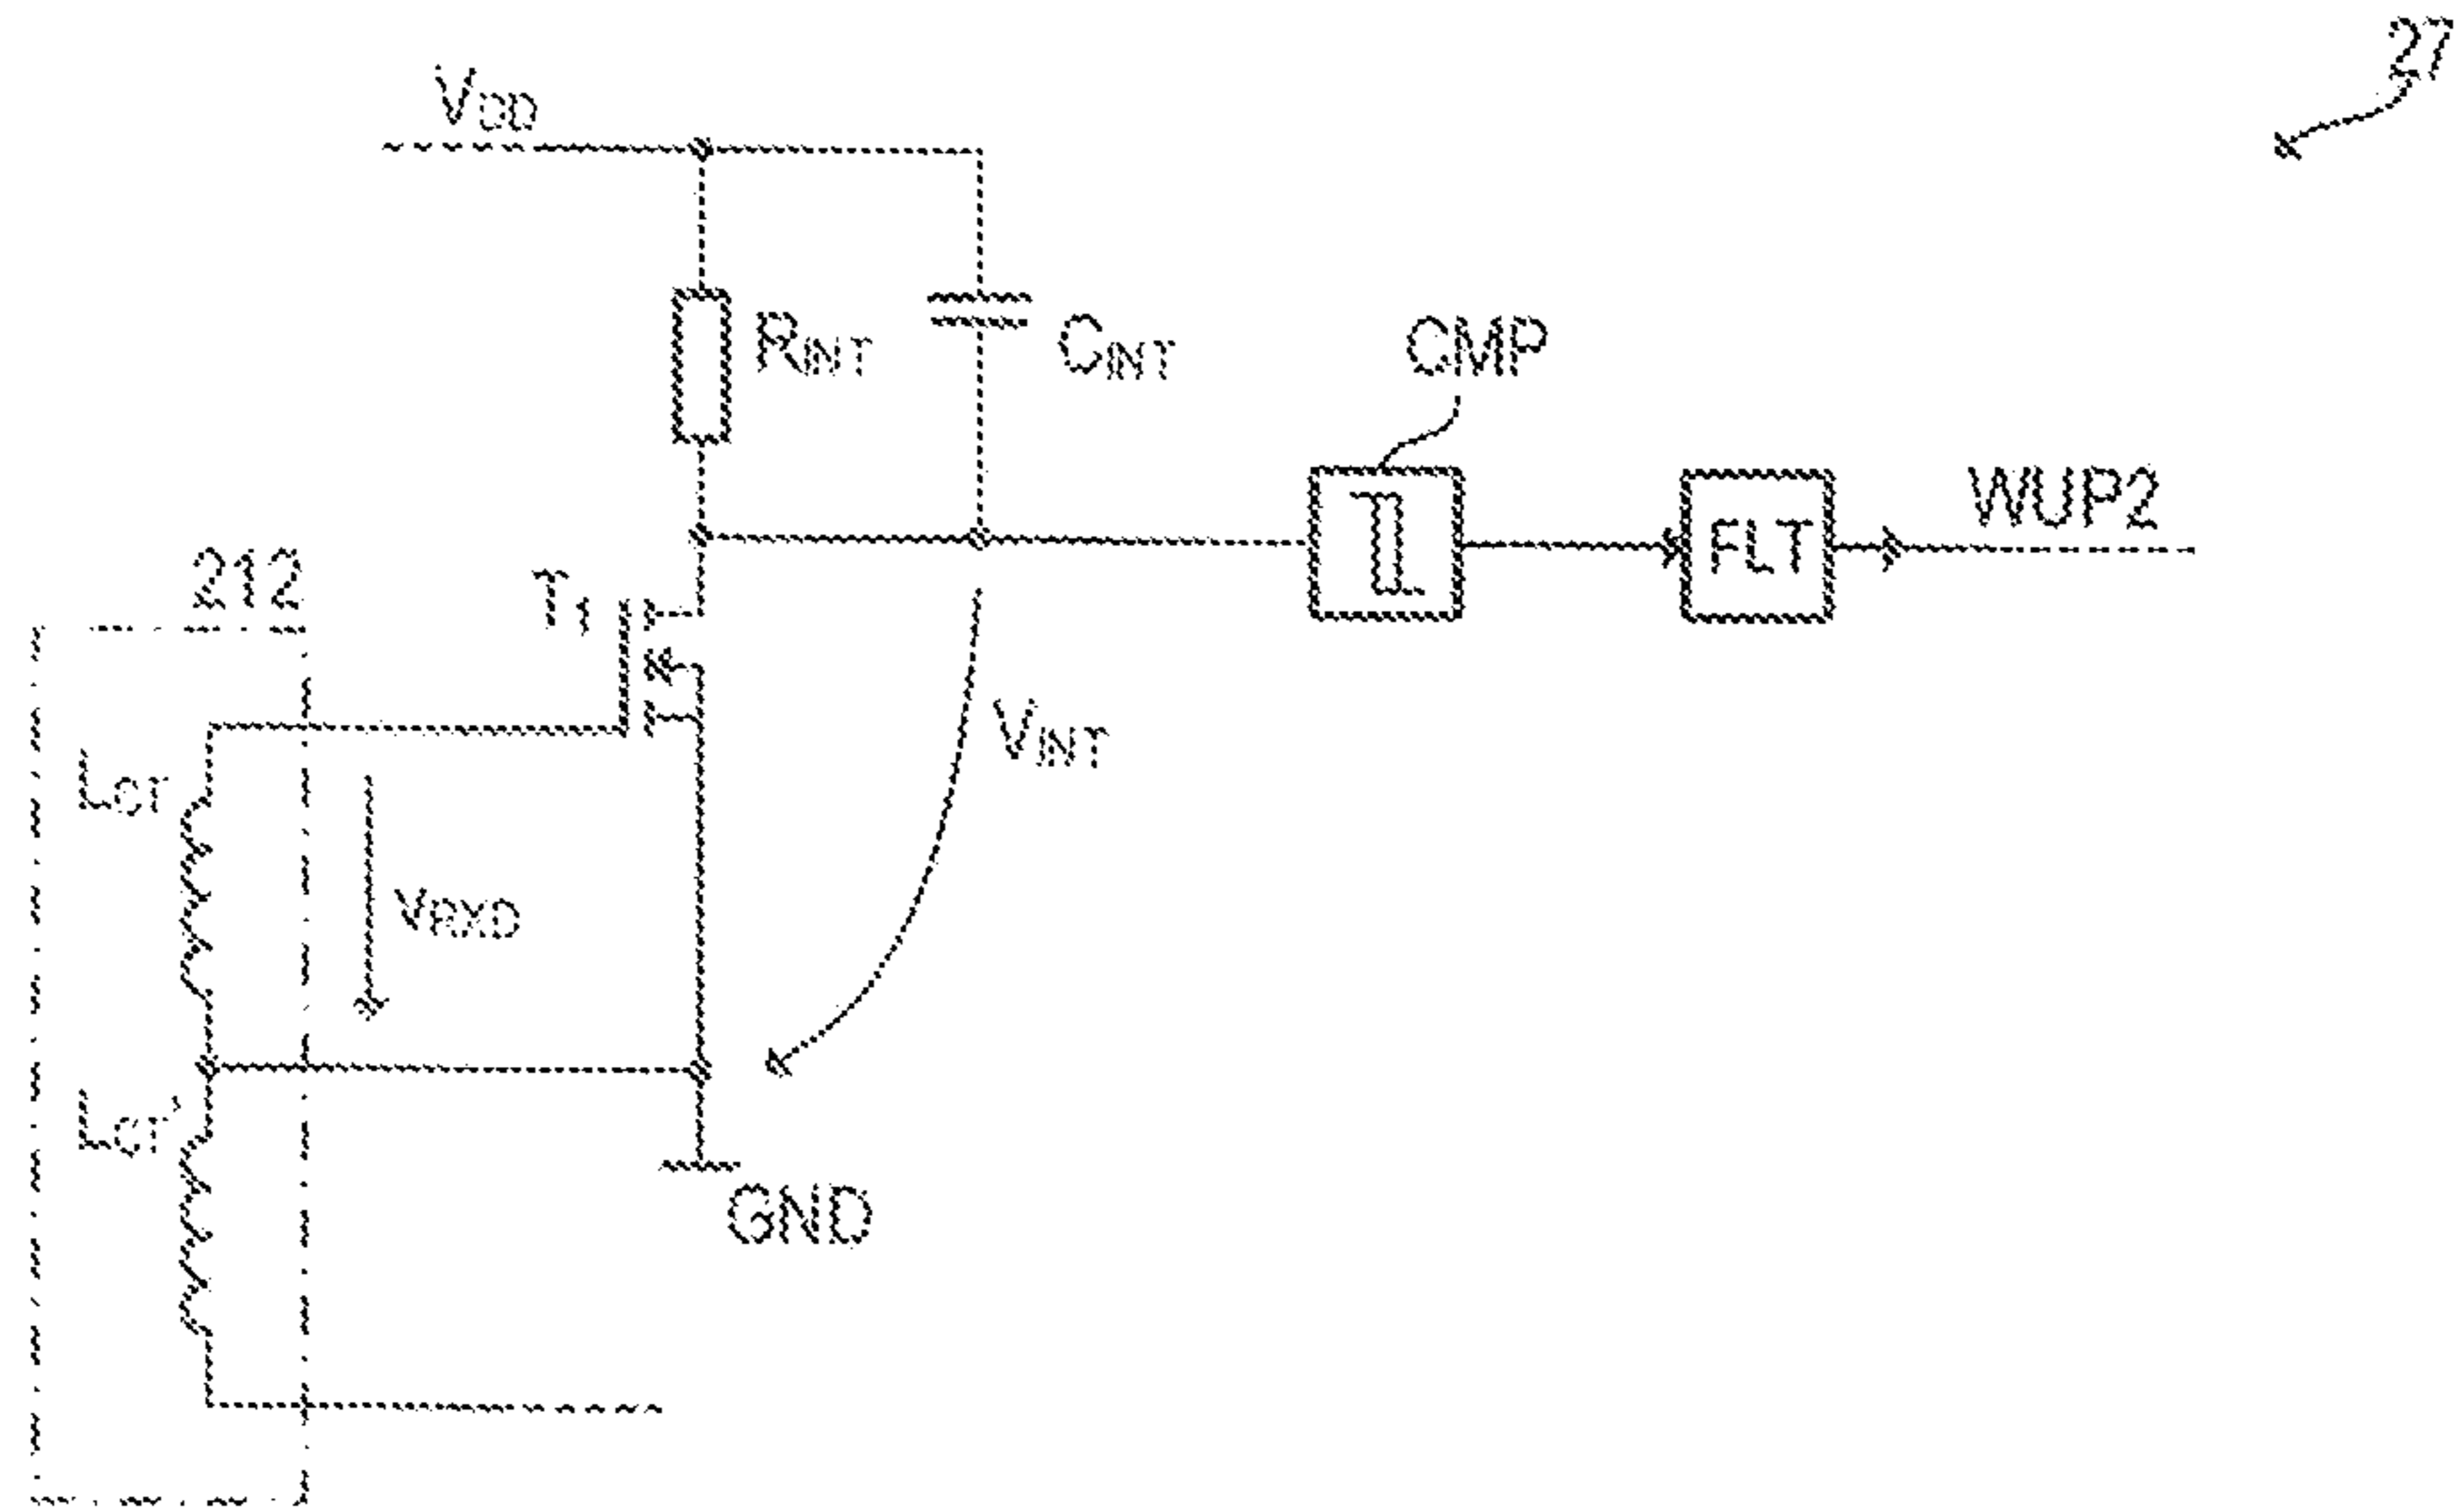 27
VDD
RINT
CINT
CMP
FLT
WUP2
212
T1
LCT
VRXD
VINT
LCT'
GND